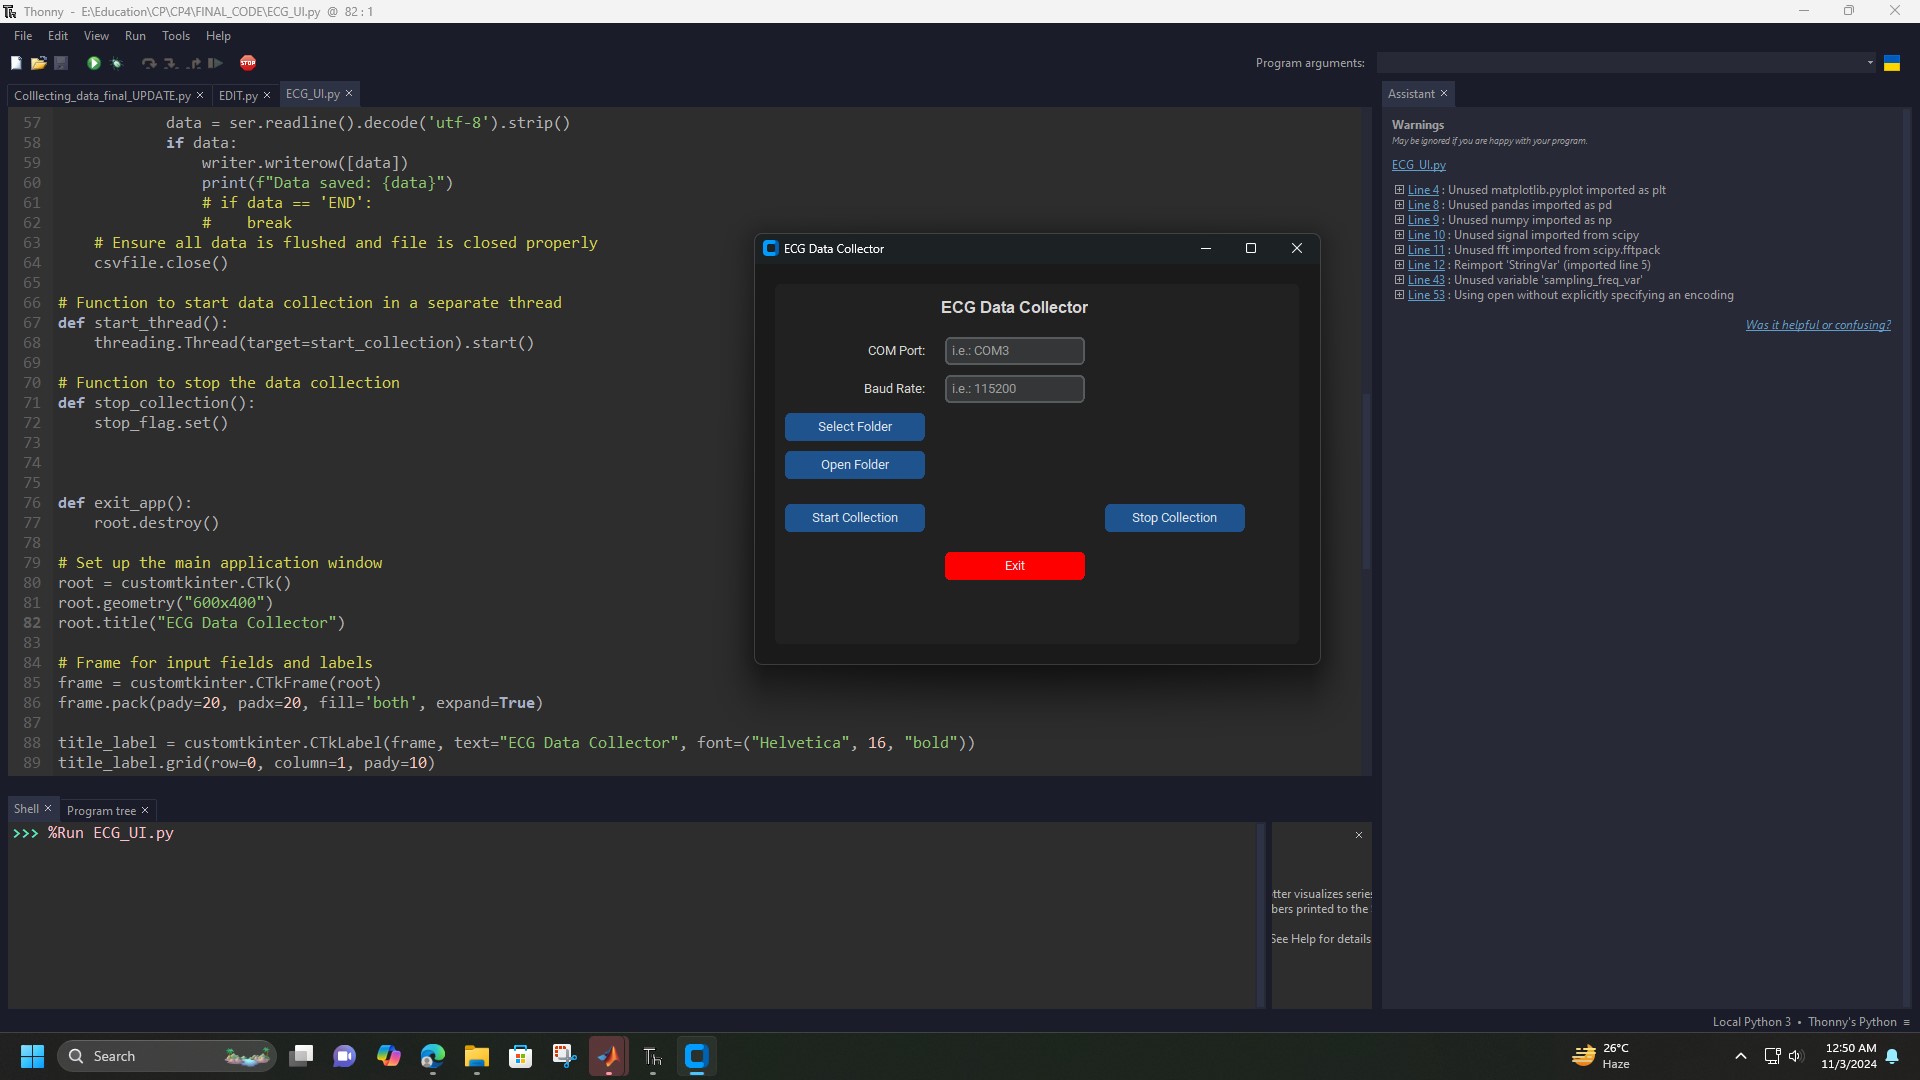 Thonny - E:\Education\CP\CP4\FINAL_CODE\ECG_UI.py @ 82 : 1
File Edit View Run Tools Help
STOP
Program arguments:
Colllecting_data_final_UPDATE.py × EDIT.py × ECG_UI.py ×
57 data = ser.readline().decode('utf-8').strip()
58 if data:
59 writer.writerow([data])
60 print(f"Data saved: {data}")
61 # if data == 'END':
62 #    break
63 # Ensure all data is flushed and file is closed properly
64 csvfile.close()
65
66 # Function to start data collection in a separate thread
67 def start_thread():
68 threading.Thread(target=start_collection).start()
69
70 # Function to stop the data collection
71 def stop_collection():
72 stop_flag.set()
73
74
75
76 def exit_app():
77 root.destroy()
78
79 # Set up the main application window
80 root = customtkinter.CTk()
81 root.geometry("600x400")
82 root.title("ECG Data Collector")
83
84 # Frame for input fields and labels
85 frame = customtkinter.CTkFrame(root)
86 frame.pack(pady=20, padx=20, fill='both', expand=True)
87
88 title_label = customtkinter.CTkLabel(frame, text="ECG Data Collector", font=("Helvetica", 16, "bold"))
89 title_label.grid(row=0, column=1, pady=10)
ECG Data Collector
ECG Data Collector
COM Port: i.e.: COM3
Baud Rate: i.e.: 115200
Select Folder
Open Folder
Start Collection Stop Collection
Exit
Assistant ×
Warnings
May be ignored if you are happy with your program.
ECG_UI.py
Line 4 : Unused matplotlib.pyplot imported as plt
Line 8 : Unused pandas imported as pd
Line 9 : Unused numpy imported as np
Line 10 : Unused signal imported from scipy
Line 11 : Unused fft imported from scipy.fftpack
Line 12 : Reimport 'StringVar' (imported line 5)
Line 43 : Unused variable 'sampling_freq_var'
Line 53 : Using open without explicitly specifying an encoding
Was it helpful or confusing?
Shell × Program tree ×
>>> %Run ECG_UI.py
tter visualizes series
bers printed to the
See Help for details
Local Python 3 • Thonny's Python ≡
Search
Th
26°C
Haze
12:50 AM
11/3/2024